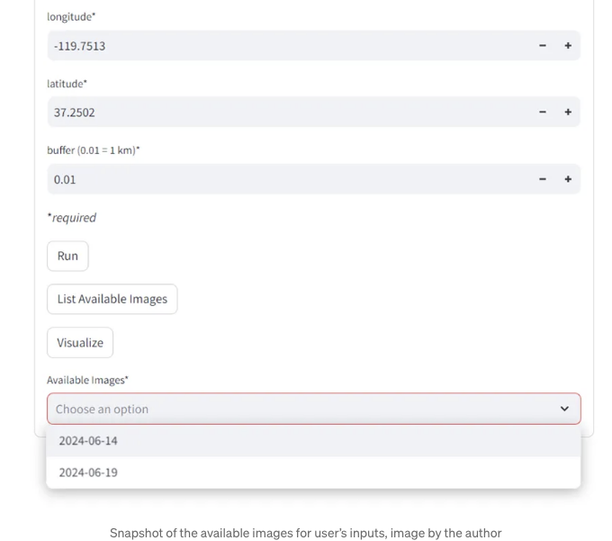 longitude*
-119.7513
latitude*
37.2502
buffer (0.01 = 1 km)*
0.01
*required
Run
List Available Images
Visualize
Available Images*
Choose an option
2024-06-14
2024-06-19
Snapshot of the available images for user's inputs, image by the author